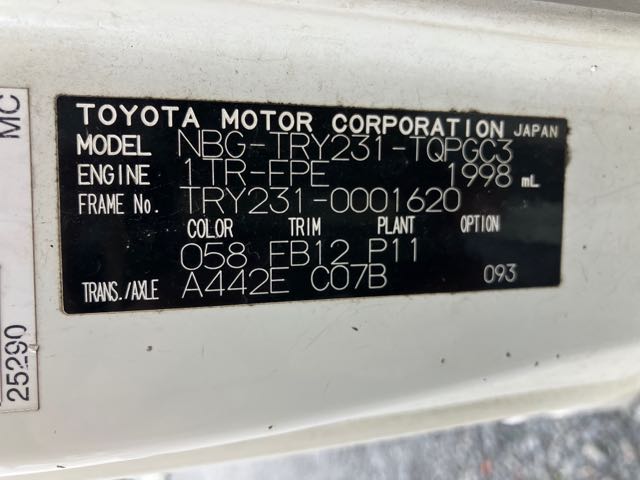 TOYOTA MOTOR CORPORATION JAPAN
MODEL NBG-TRY231-TQPGC3
ENGINE 1TR-FPE 1998 mL
FRAME No. TRY231-0001620
COLOR TRIM PLANT OPTION
058 FB12 P11
TRANS./AXLE A442E C07B 093
MC
25290